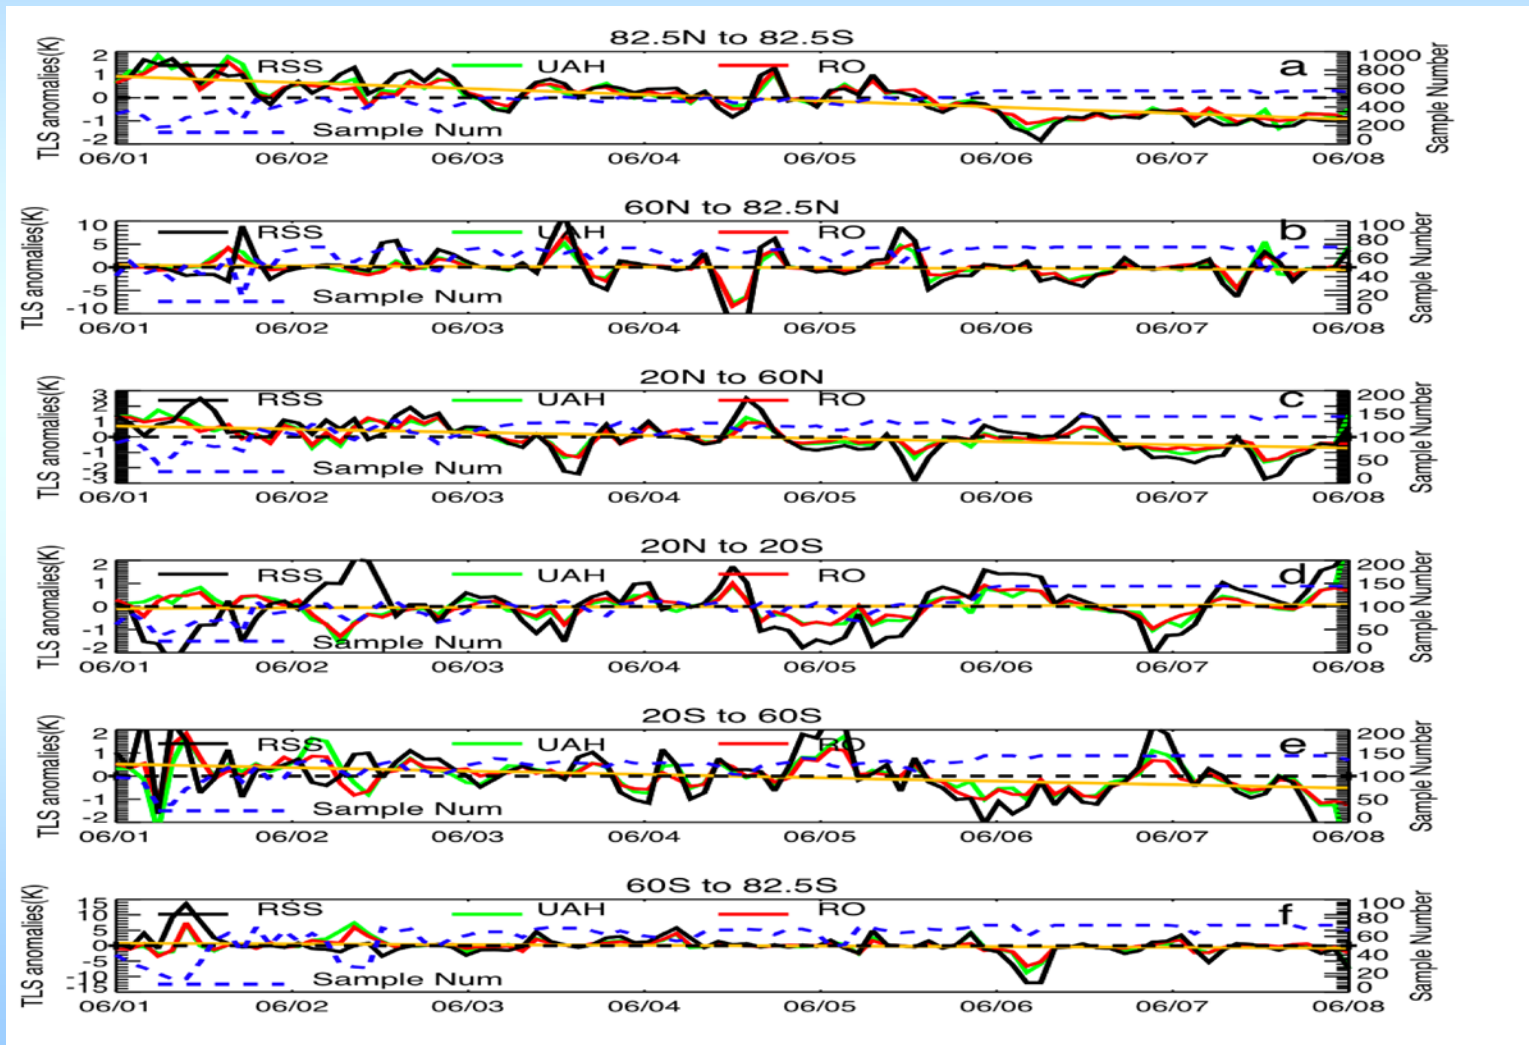 82.5N to 82.5S
TLS anomalies(K)
2
1
0
-1
-2
RSS UAH RO a
Sample Num
1000
800
600
400
200
0
Sample Number
06/01 06/02 06/03 06/04 06/05 06/06 06/07 06/08
60N to 82.5N
TLS anomalies(K)
10
5
0
-5
-10
RSS UAH RO b
Sample Num
100
80
60
40
20
0
Sample Number
06/01 06/02 06/03 06/04 06/05 06/06 06/07 06/08
20N to 60N
TLS anomalies(K)
3
2
1
0
-1
-2
-3
RSS UAH RO c
Sample Num
200
150
100
50
0
Sample Number
06/01 06/02 06/03 06/04 06/05 06/06 06/07 06/08
20N to 20S
TLS anomalies(K)
2
1
0
-1
-2
RSS UAH RO d
Sample Num
200
150
100
50
0
Sample Number
06/01 06/02 06/03 06/04 06/05 06/06 06/07 06/08
20S to 60S
TLS anomalies(K)
2
1
0
-1
-2
RSS UAH RO e
Sample Num
200
150
100
50
0
Sample Number
06/01 06/02 06/03 06/04 06/05 06/06 06/07 06/08
60S to 82.5S
TLS anomalies(K)
15
10
5
0
-5
-10
-15
RSS UAH RO f
Sample Num
100
80
60
40
20
0
Sample Number
06/01 06/02 06/03 06/04 06/05 06/06 06/07 06/08